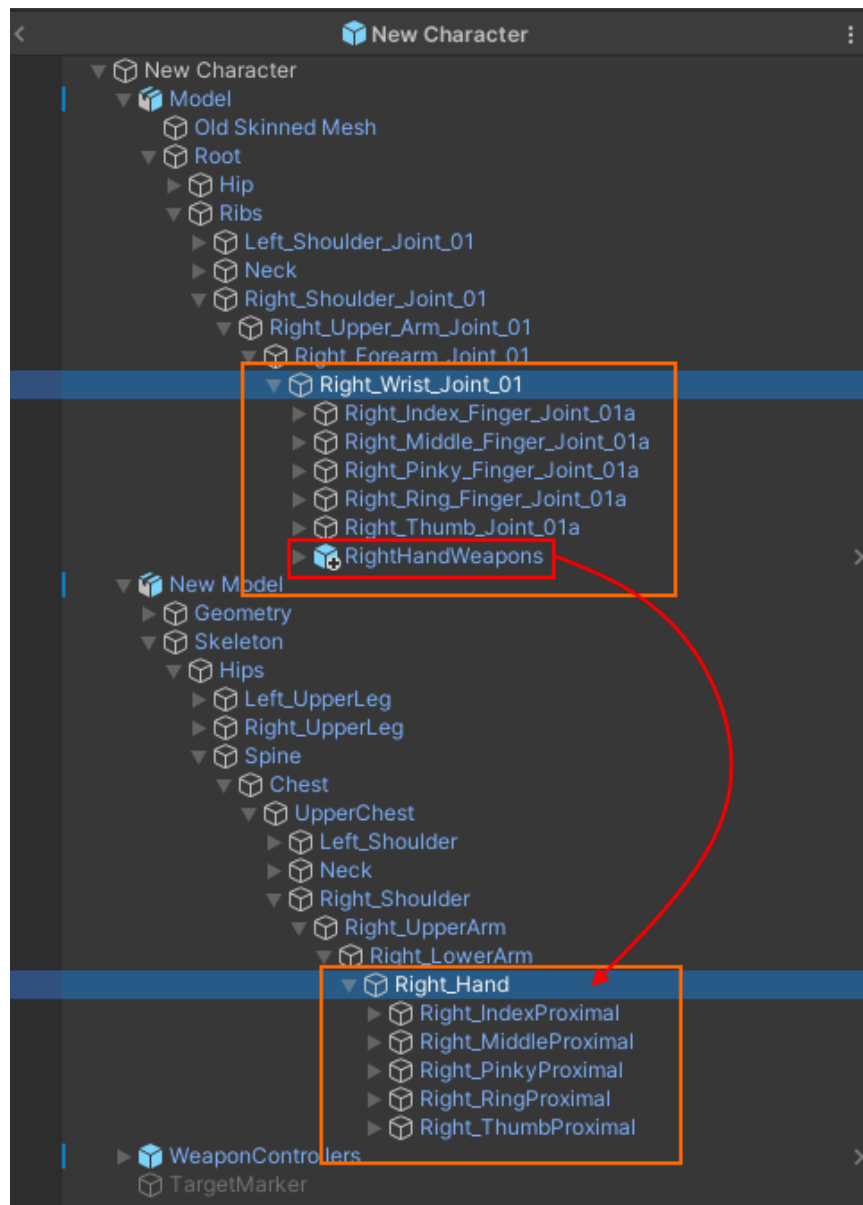 New Character
New Character
Model
Old Skinned Mesh
Root
Hip
Ribs
Left_Shoulder_Joint_01
Neck
Right_Shoulder_Joint_01
Right_Upper_Arm_Joint_01
Right_Forearm_Joint_01
Right_Wrist_Joint_01
Right_Index_Finger_Joint_01a
Right_Middle_Finger_Joint_01a
Right_Pinky_Finger_Joint_01a
Right_Ring_Finger_Joint_01a
Right_Thumb_Joint_01a
RightHandWeapons
New Model
Geometry
Skeleton
Hips
Left_UpperLeg
Right_UpperLeg
Spine
Chest
UpperChest
Left_Shoulder
Neck
Right_Shoulder
Right_UpperArm
Right_LowerArm
Right_Hand
Right_IndexProximal
Right_MiddleProximal
Right_PinkyProximal
Right_RingProximal
Right_ThumbProximal
WeaponControllers
TargetMarker